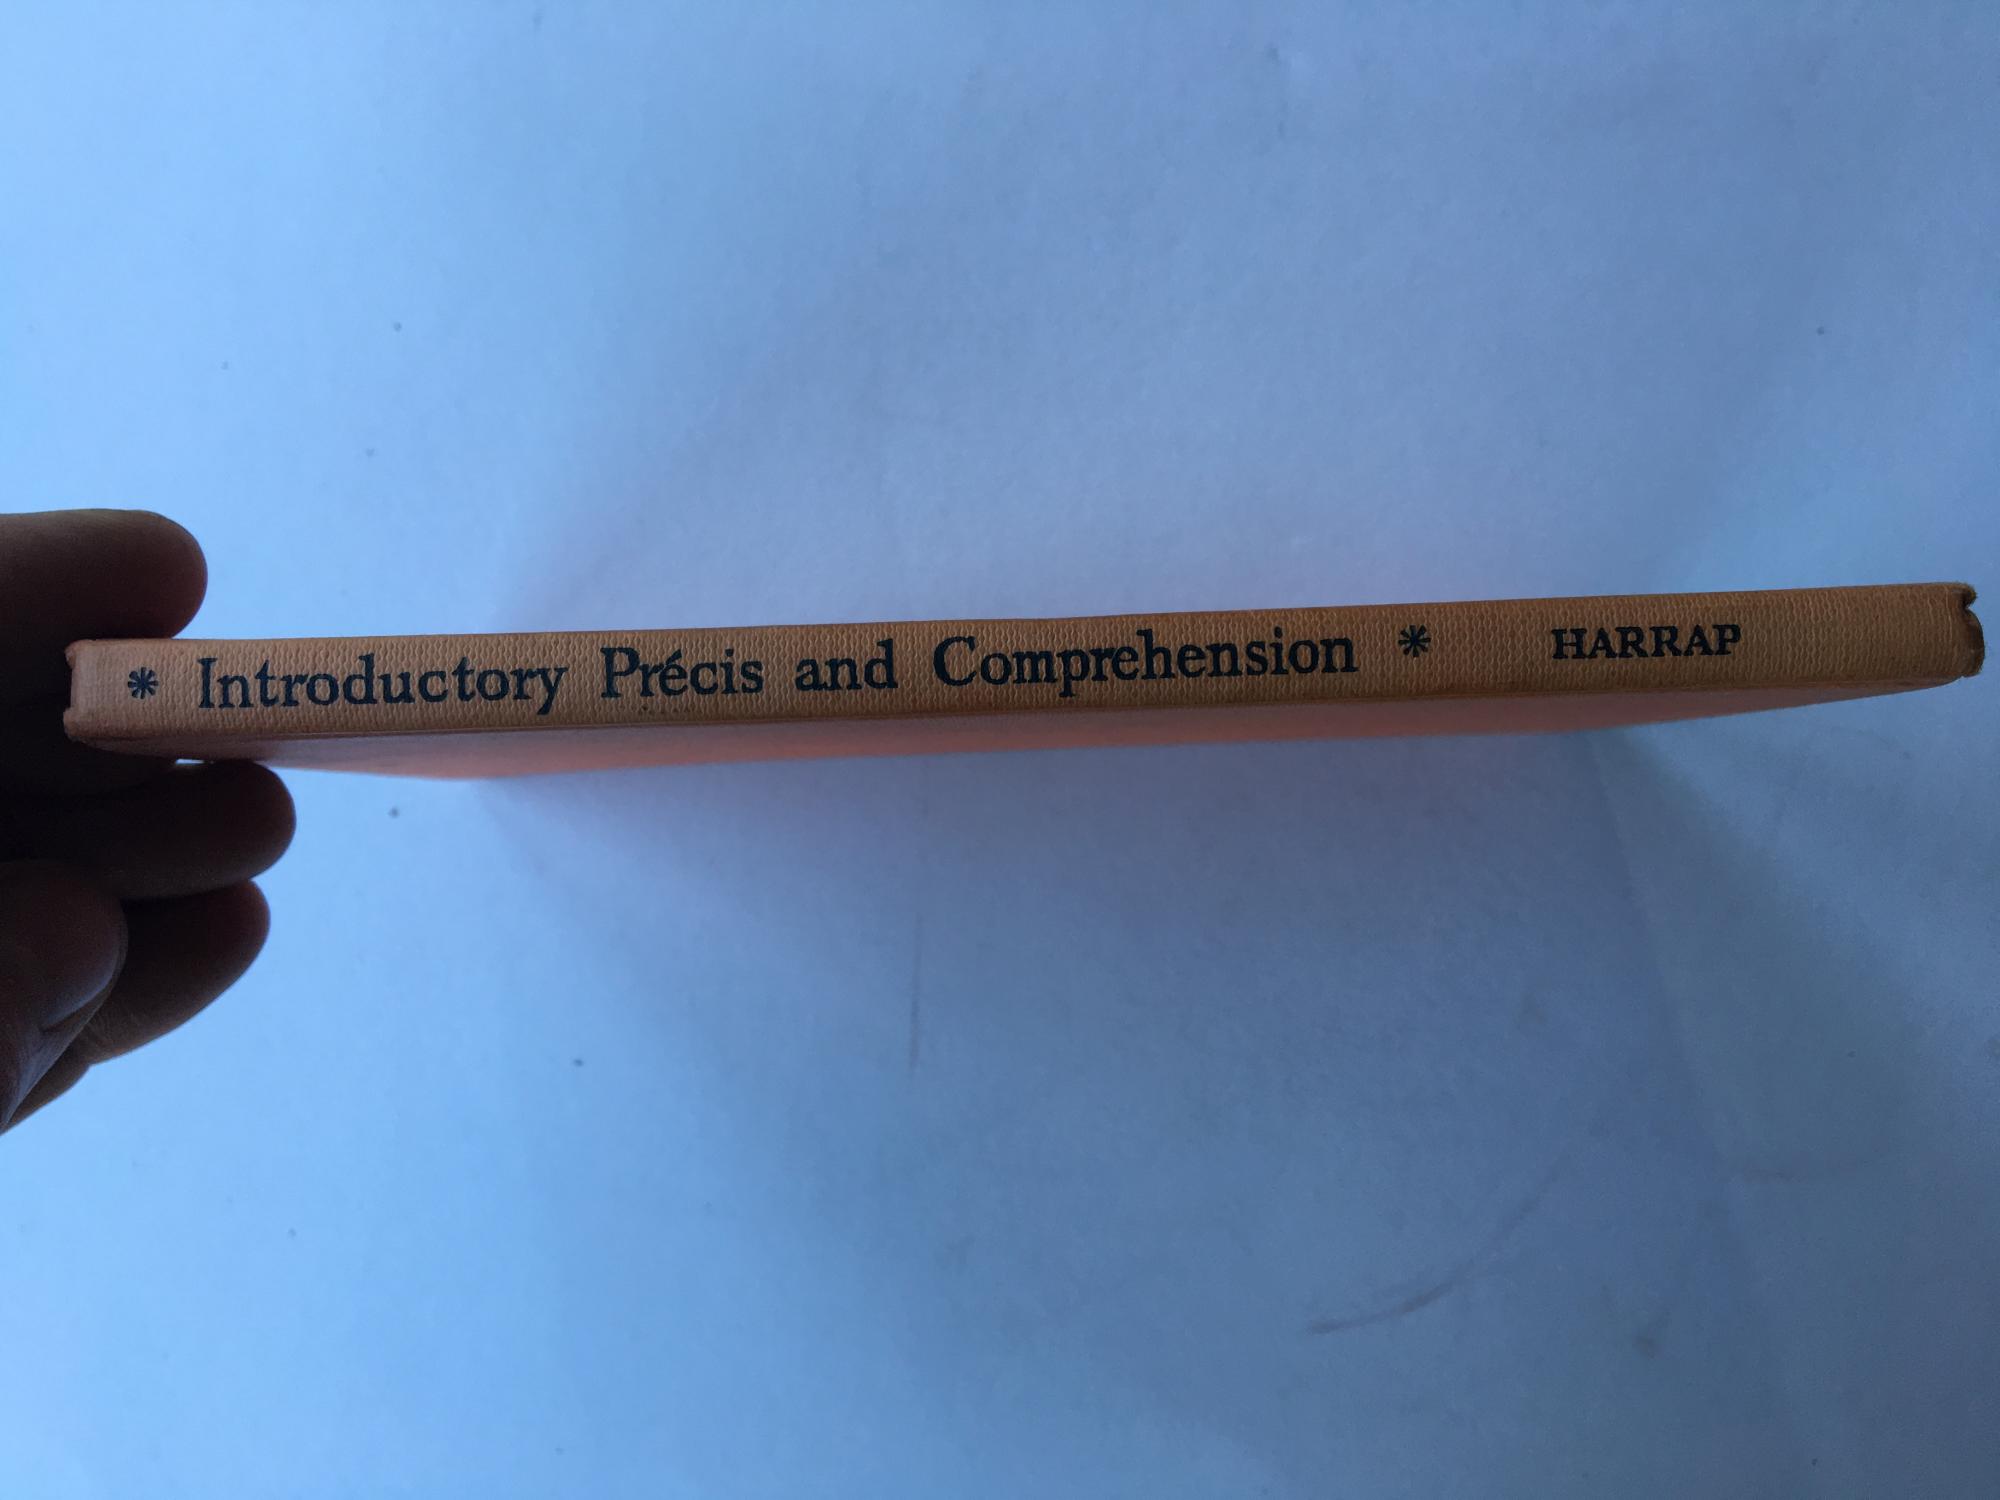 * Introductory Précis and Comprehension * HARRAP